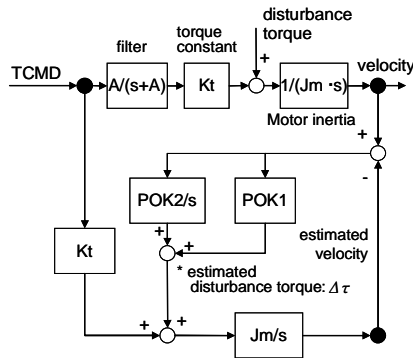 disturbance
torque
torque
constant
filter
TCMD
A/(s+A)
Kt
+
1/(Jm・s)
velocity
Motor inertia
+
-
POK2/s
POK1
Kt
+
+
estimated
velocity
* estimated
disturbance torque: Δτ
+
+
Jm/s